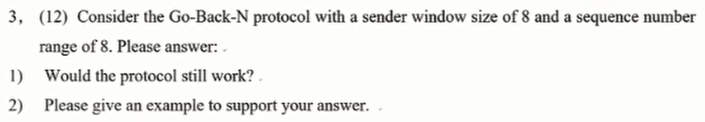 3, (12) Consider the Go-Back-N protocol with a sender window size of 8 and a sequence number
range of 8. Please answer:
1) Would the protocol still work?
2) Please give an example to support your answer.